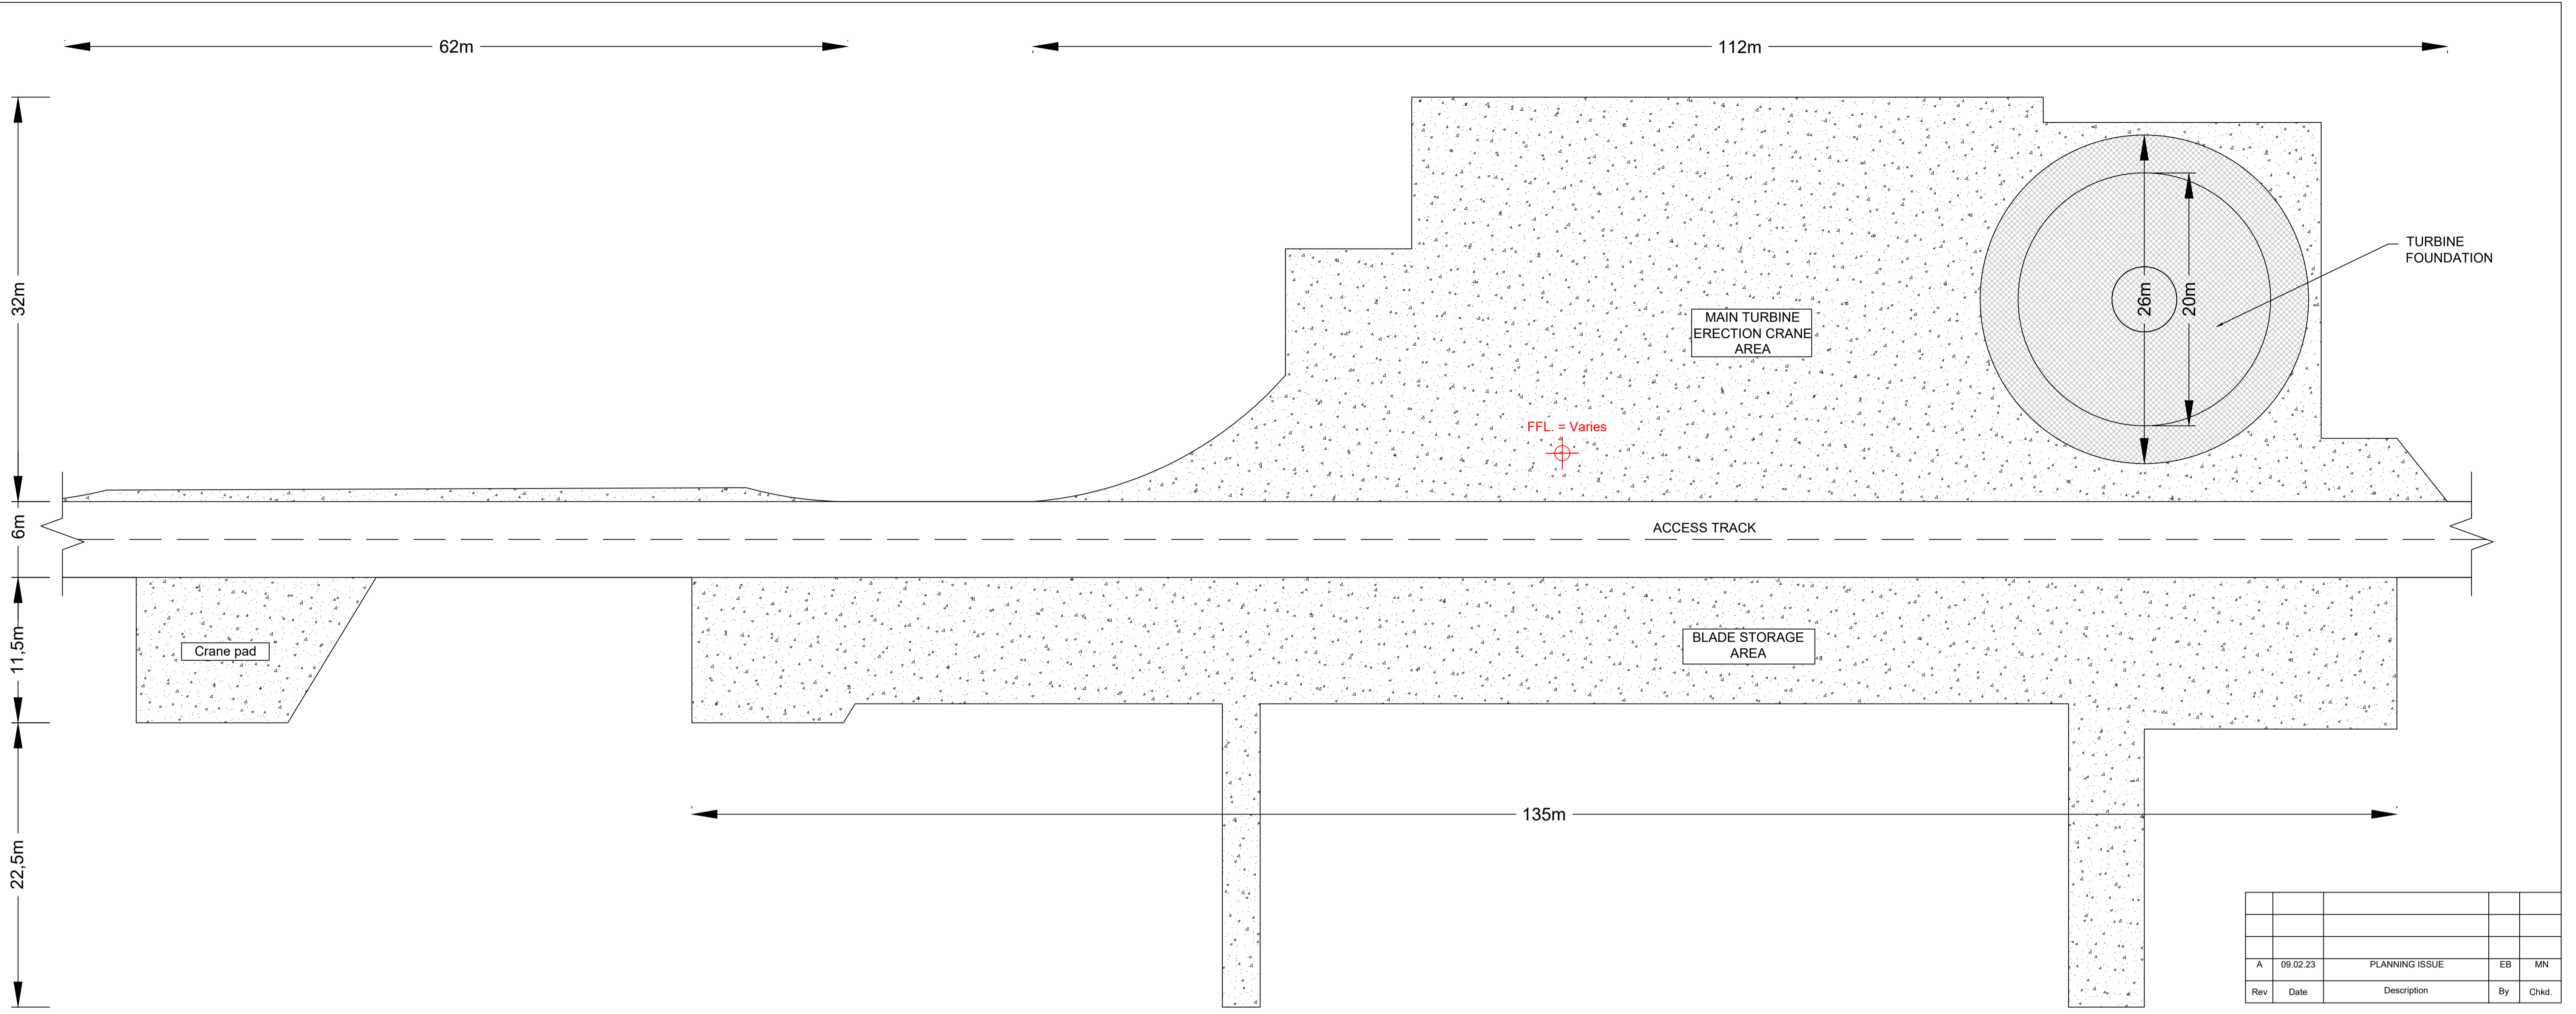 62m
112m
32m
TURBINE
FOUNDATION
26m
20m
MAIN TURBINE
ERECTION CRANE
AREA
FFL. = Varies
6m
ACCESS TRACK
11,5m
Crane pad
BLADE STORAGE
AREA
135m
22,5m
A 09.02.23 PLANNING ISSUE EB MN
Rev Date Description By Chkd.